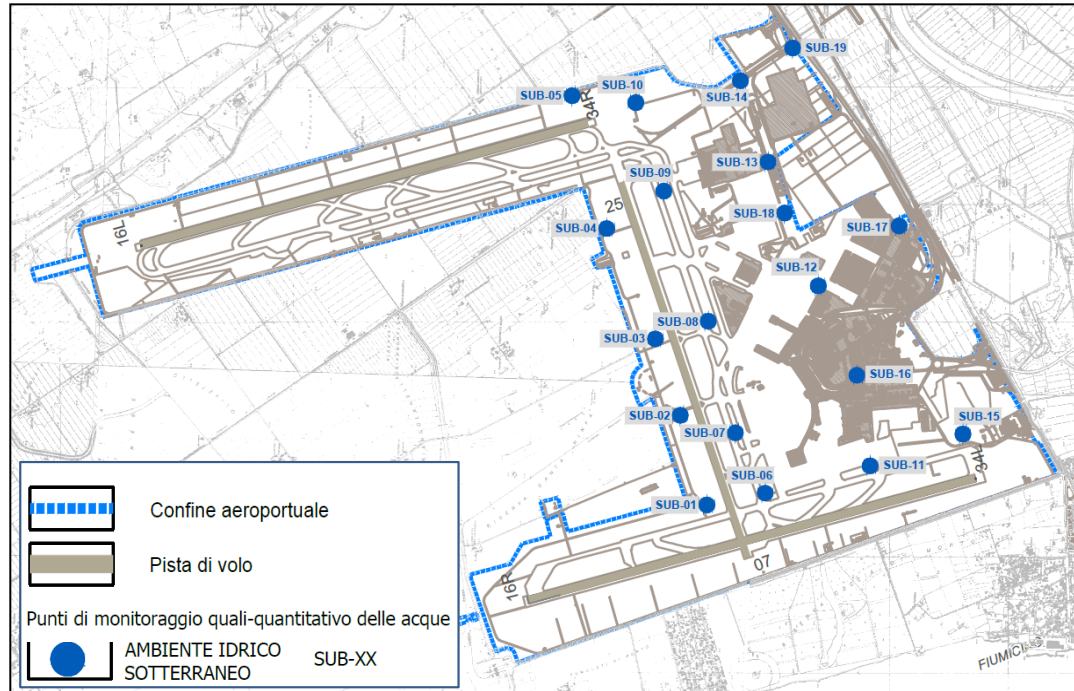 SUB-19
SUB-14
SUB-10
SUB-05
34R
SUB-13
SUB-09
SUB-18
25
SUB-04
SUB-17
16L
SUB-12
SUB-08
SUB-03
SUB-16
SUB-02
SUB-07
SUB-15
SUB-11
34L
SUB-06
SUB-01
07
16R
Confine aeroportuale
Pista di volo
Punti di monitoraggio quali-quantitativo delle acque
AMBIENTE IDRICO
SOTTERRANEO
SUB-XX